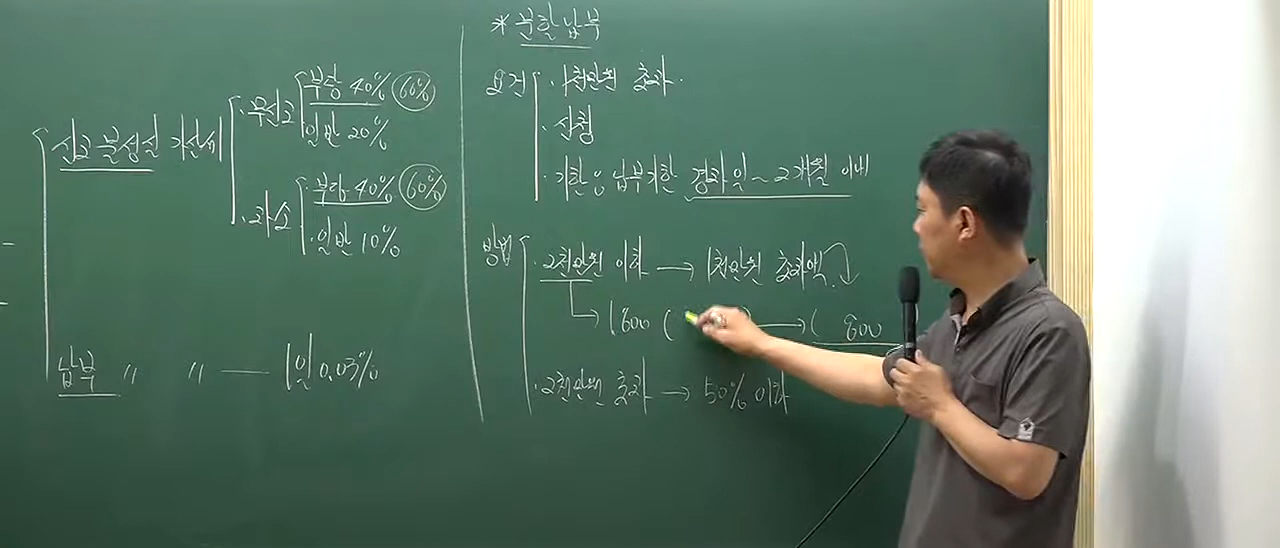 신고불성실 가산세
·무신고
부당 40% 60%
일반 20%
·과소
부당 40% 60%
·일반 10%
납부 〃 〃 — 1일 0.03%
* 분할납부
요건
· 1천만원 초과.
· 신청
· 기한 : 납부기한 경과일 ~ 2개월 이내
방법
· 2천만원 이하 → 1천만원 초과액.
1,800 ( ) → ( 800
· 2천만원 초과 → 50% 이하